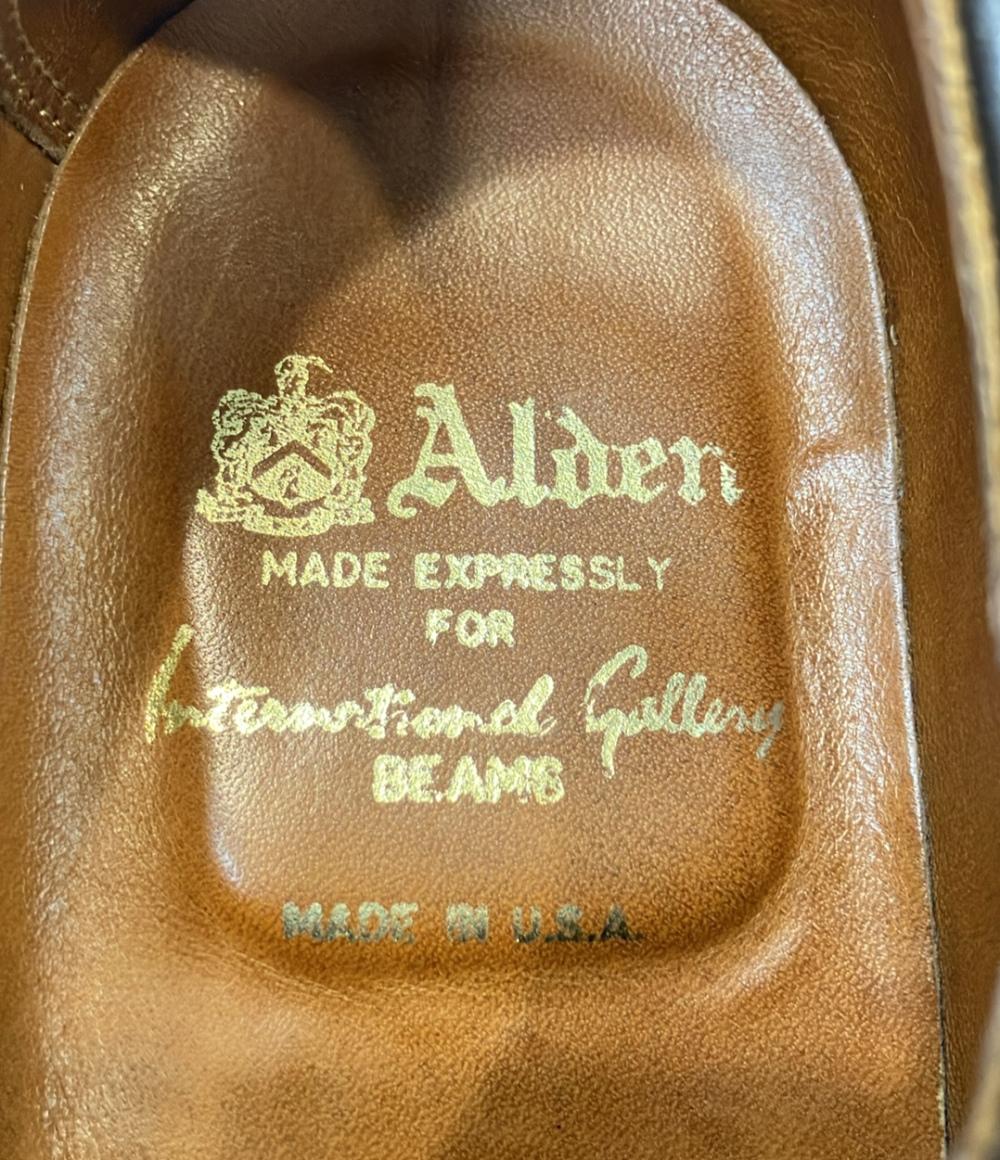 Alden
MADE EXPRESSLY
FOR
International Gallery
BEAMS
MADE IN U.S.A.